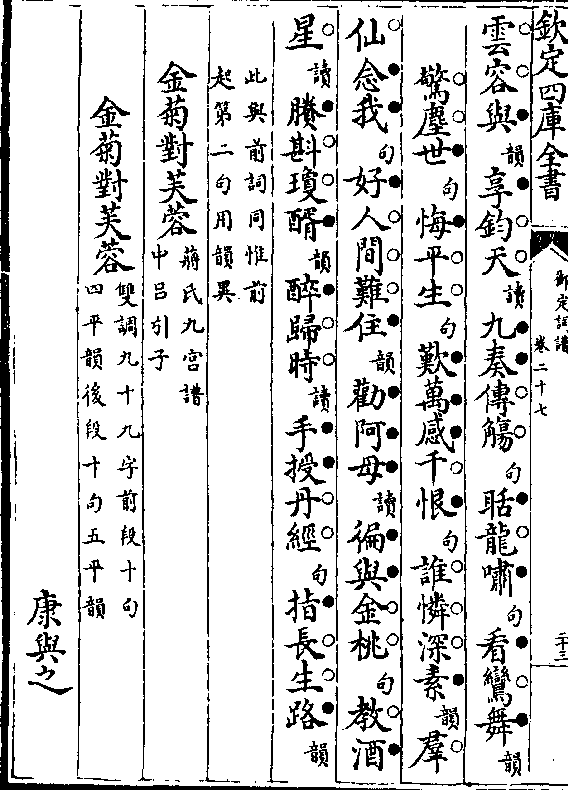 欽定四庫全書
御定詞譜
卷二十七
二十三
雲容與韻享鈞天讀九奏傳觴句聒龍嘯句看鸞舞韻
驚塵世句悔平生句歎萬感千恨句誰憐深素韻羣
仙念我句好人間難住韻勸阿母讀徧與金桃句教酒
星讀賸斟瓊醑韻醉歸時讀手授丹經句指長生路韻
此與前詞同惟前
起第二句用韻異
金菊對芙蓉蔣氏九宮譜
中呂引子
金菊對芙蓉雙調九十九字前段十句
四平韻後段十句五平韻
康與之